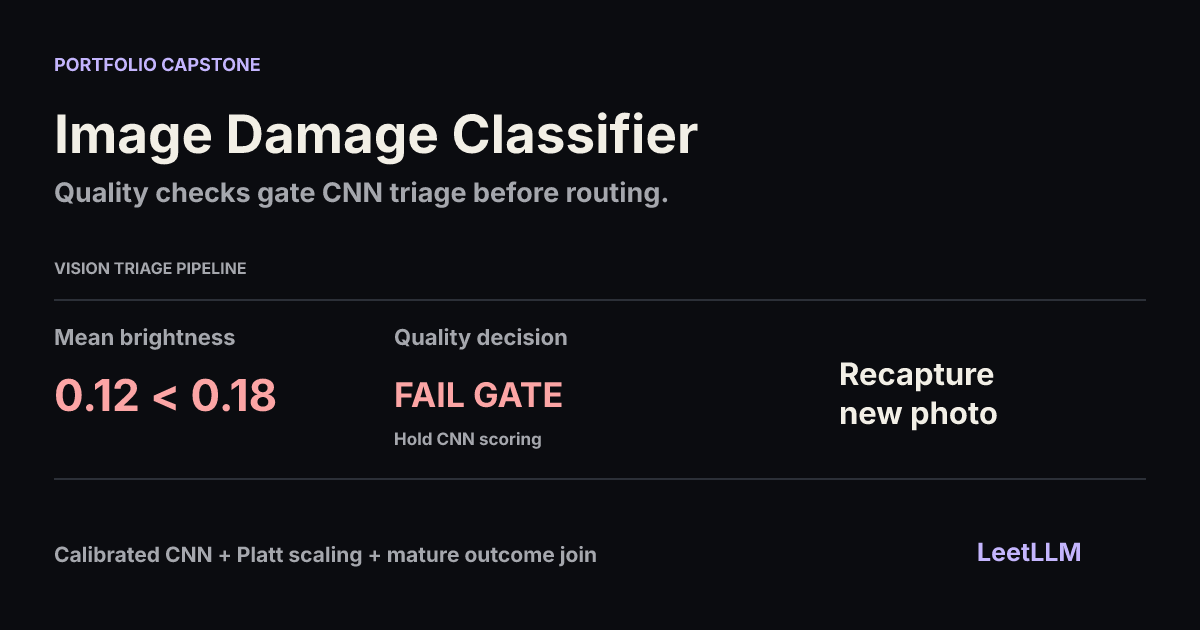 PORTFOLIO CAPSTONE
Image Damage Classifier
Quality checks gate CNN triage before routing.
VISION TRIAGE PIPELINE
Mean brightness
0.12 < 0.18
Quality decision
FAIL GATE
Hold CNN scoring
Recapture
new photo
Calibrated CNN + Platt scaling + mature outcome join
LeetLLM